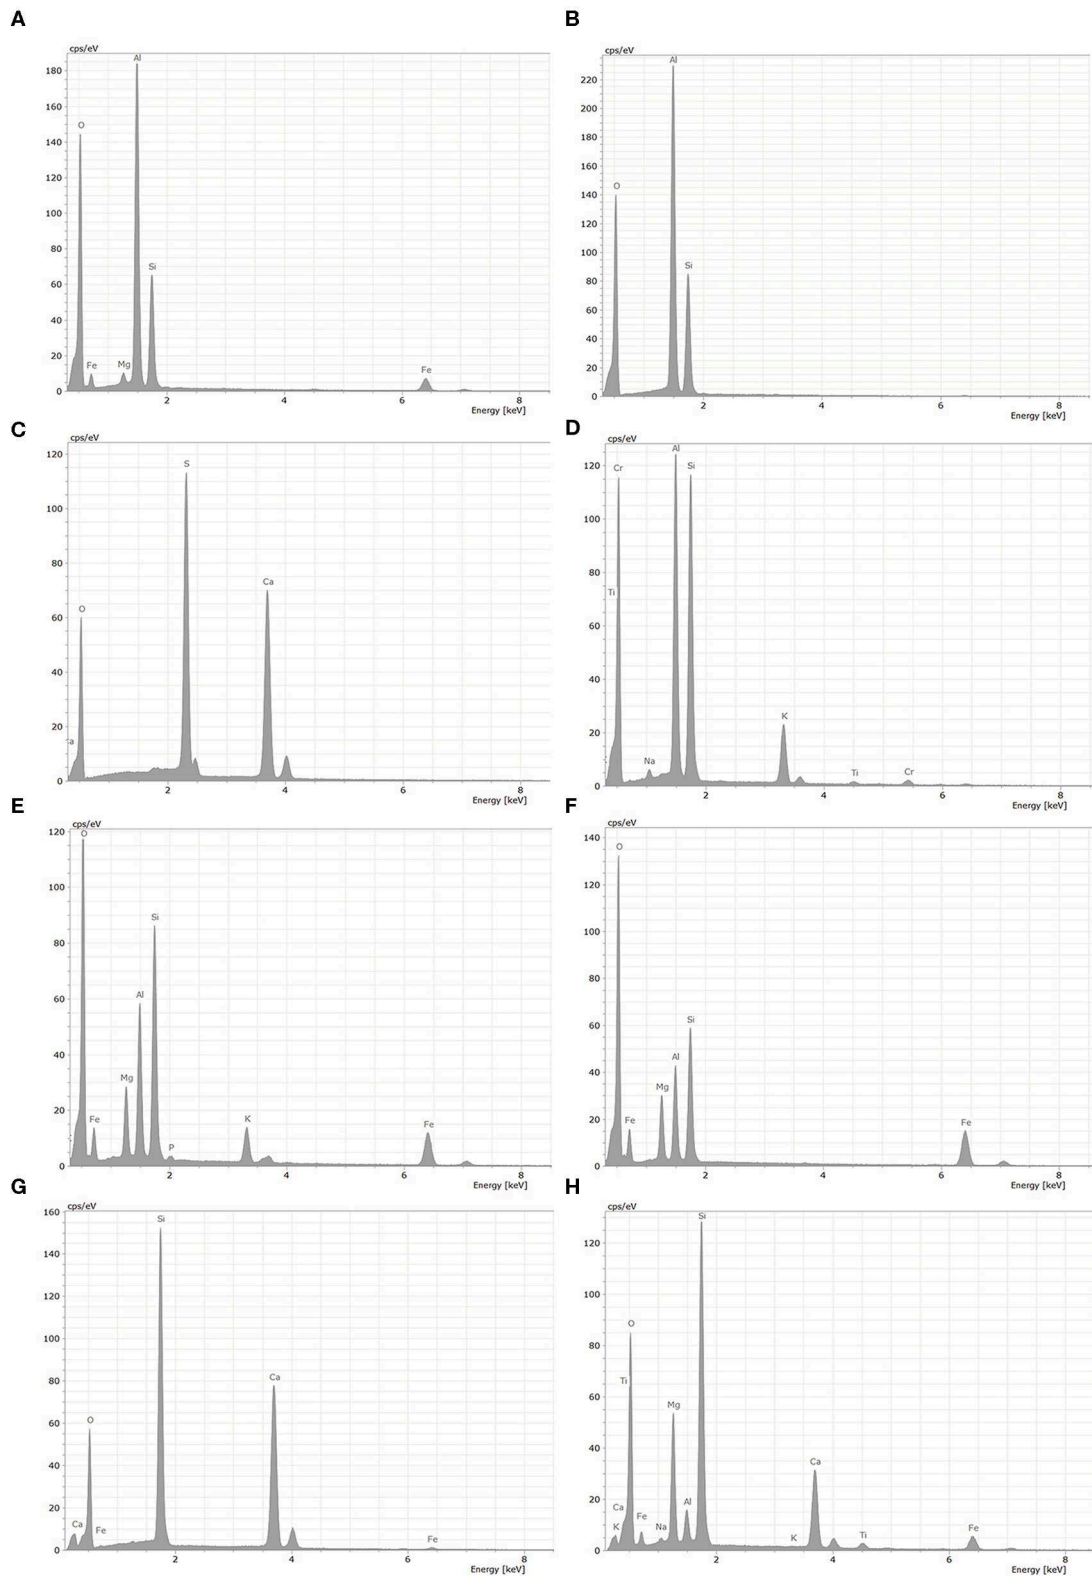 A
cps/eV
180
160
140
120
100
80
60
40
20
0
O
Fe
Mg
Al
Si
Fe
2
4
6
8
Energy [keV]
B
cps/eV
220
200
180
160
140
120
100
80
60
40
20
0
O
Al
Si
2
4
6
8
Energy [keV]
C
cps/eV
120
100
80
60
40
20
0
a
O
S
Ca
2
4
6
8
Energy [keV]
D
cps/eV
120
100
80
60
40
20
0
Ti
Cr
Na
Al
Si
K
Ti
Cr
2
4
6
8
Energy [keV]
E
cps/eV
120
100
80
60
40
20
0
O
Fe
Mg
Al
Si
P
K
Fe
2
4
6
8
Energy [keV]
F
cps/eV
140
120
100
80
60
40
20
0
O
Fe
Mg
Al
Si
Fe
2
4
6
8
Energy [keV]
G
cps/eV
160
140
120
100
80
60
40
20
0
Ca
O
Fe
Si
Ca
Fe
2
4
6
8
Energy [keV]
H
cps/eV
120
100
80
60
40
20
0
Ca
K
Ti
O
Fe
Na
Mg
Al
Si
K
Ca
Ti
Fe
2
4
6
8
Energy [keV]